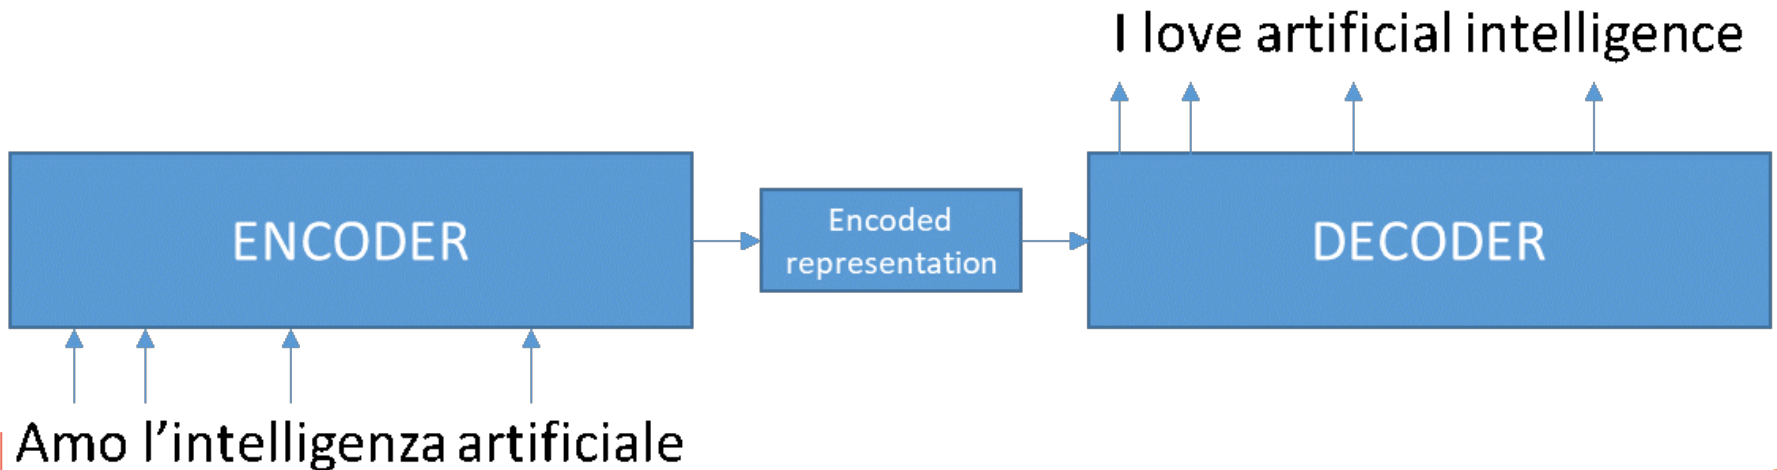 I love artificial intelligence
ENCODER
Encoded
representation
DECODER
Amo l’intelligenza artificiale